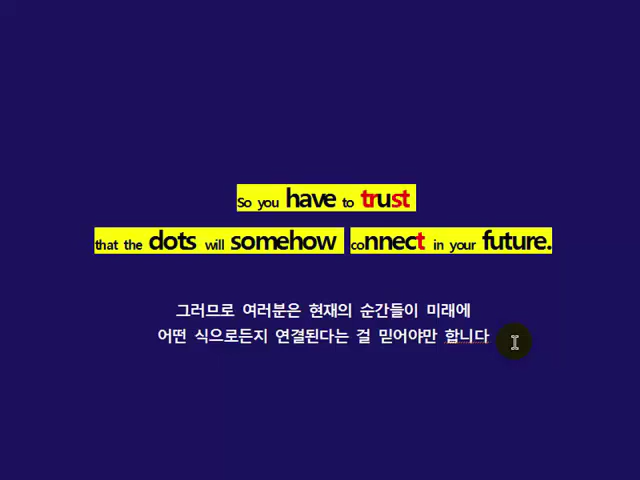 So you have to trust
that the dots will somehow connect in your future.
그러므로 여러분은 현재의 순간들이 미래에
어떤 식으로든지 연결된다는 걸 믿어야만 합니다